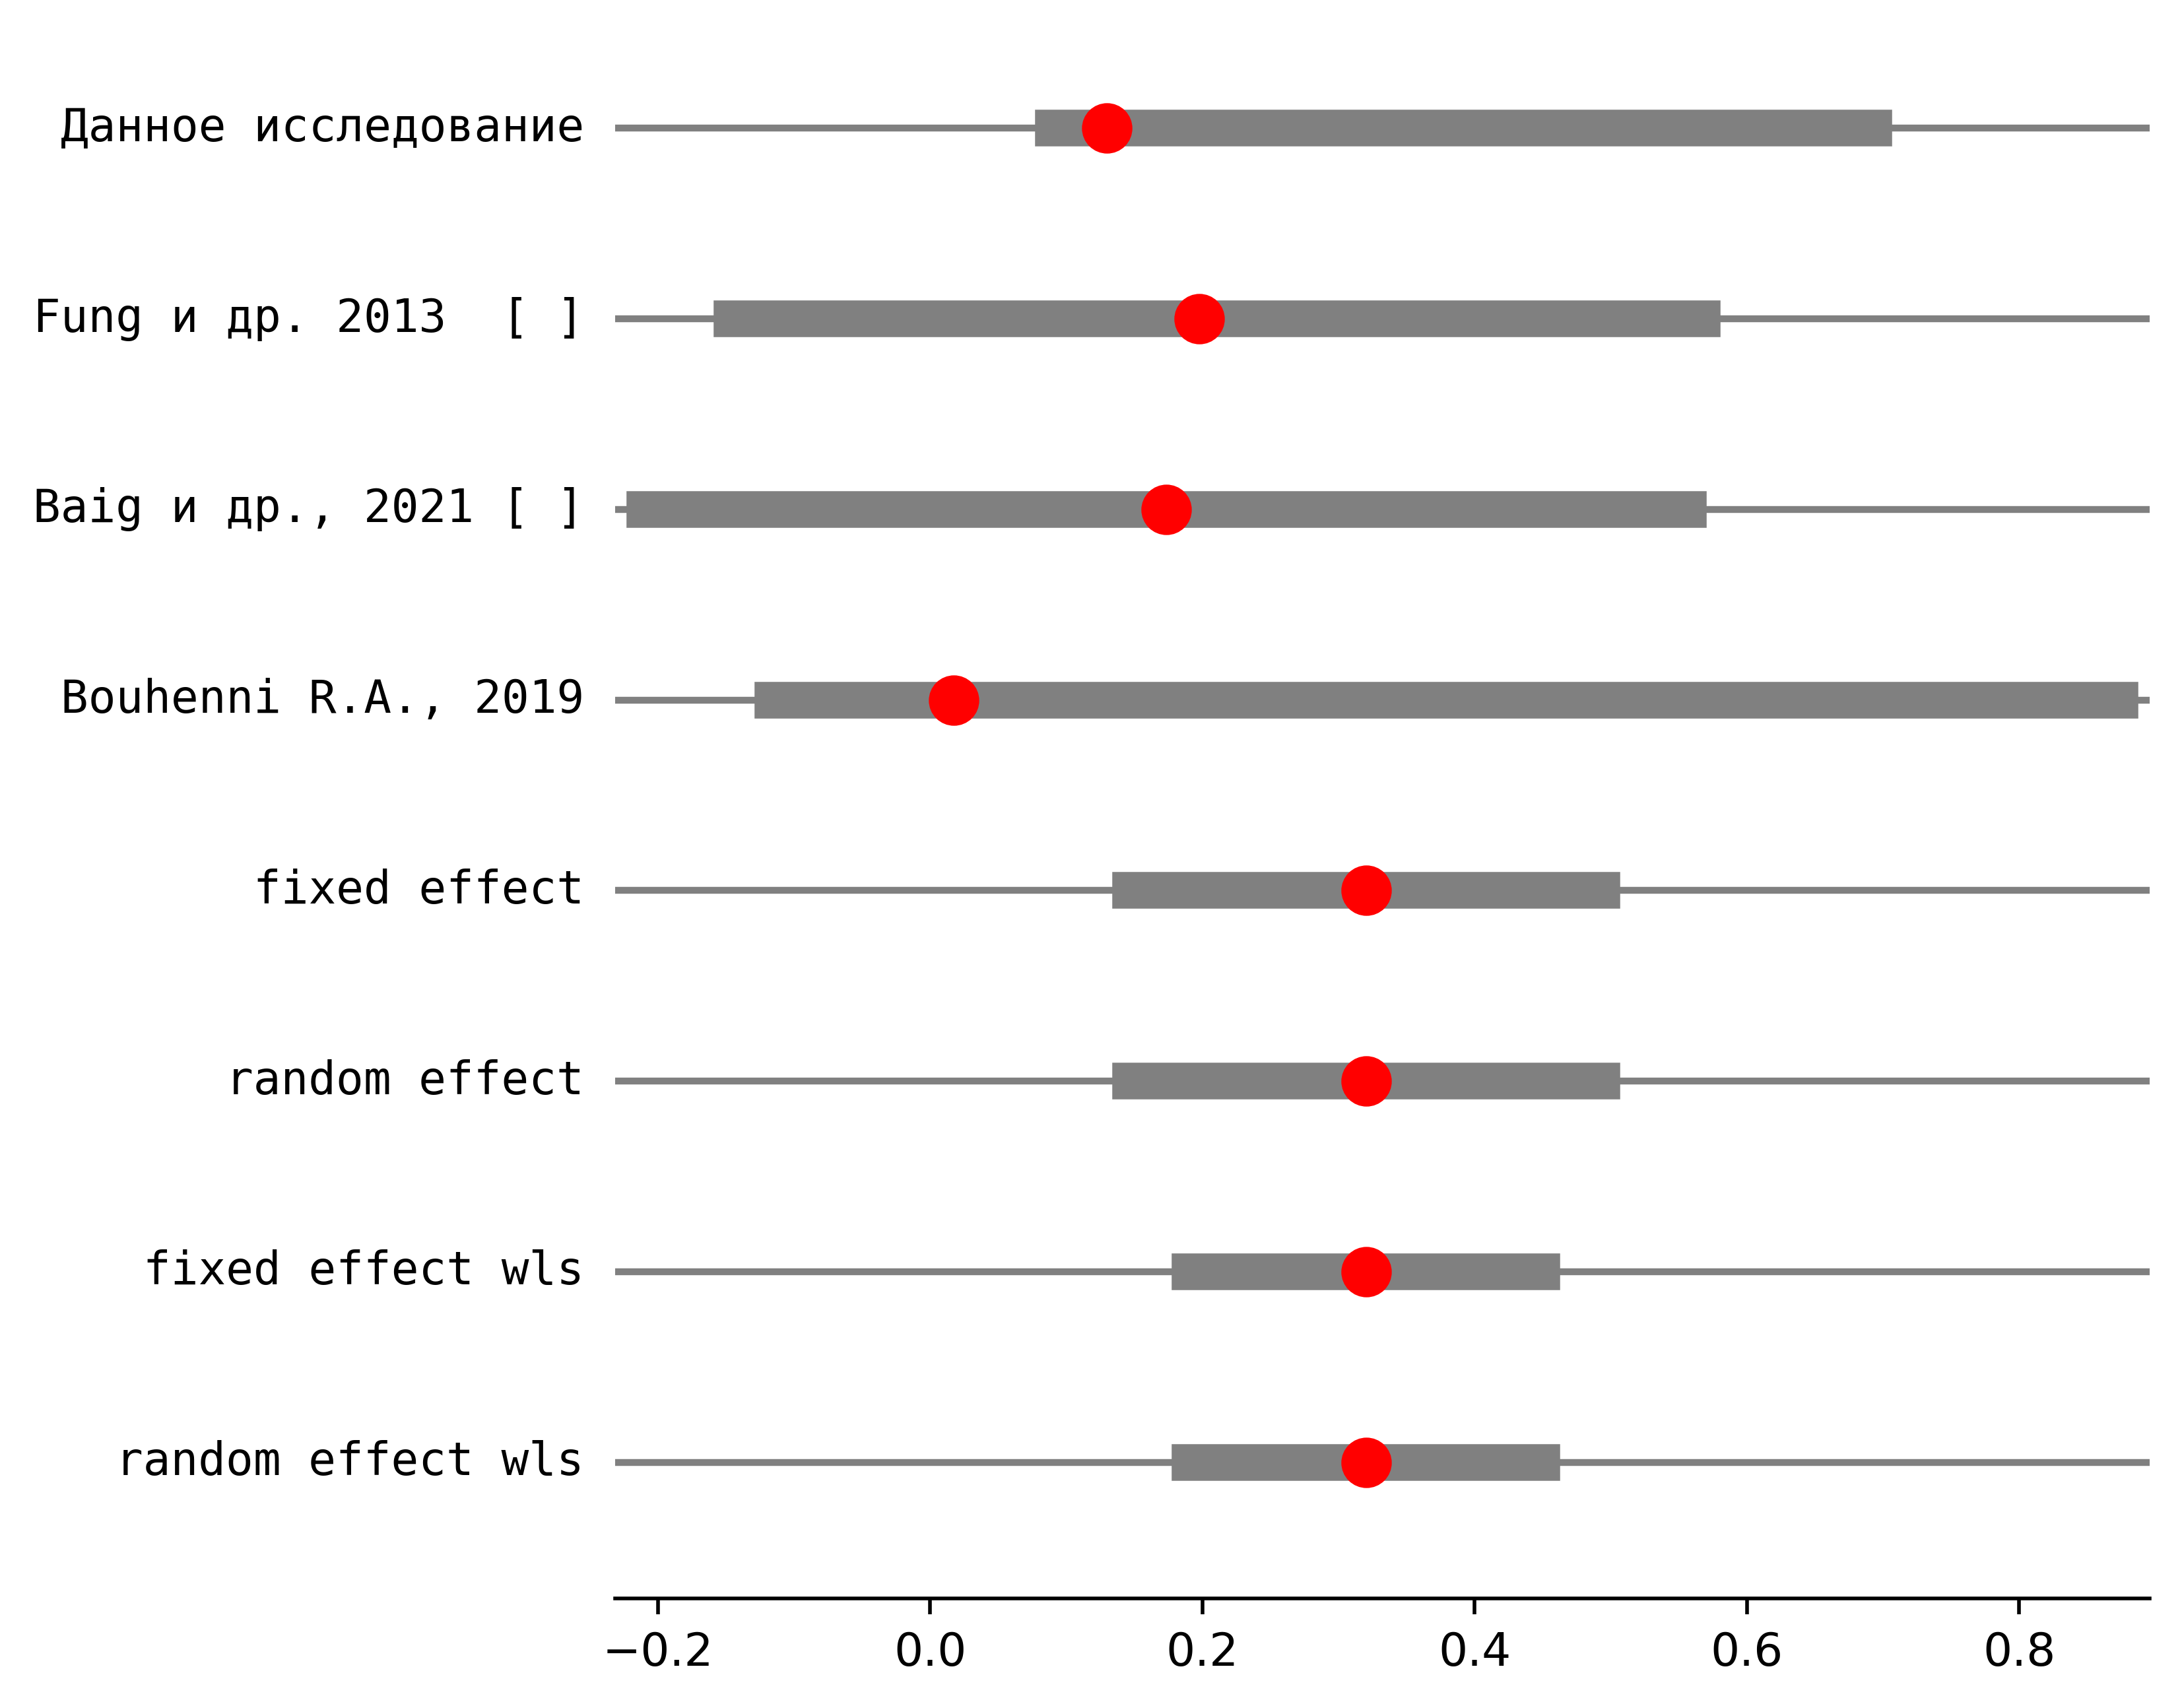 Данное исследование
Fung и др. 2013  [ ]
Baig и др., 2021 [ ]
Bouhenni R.A., 2019
fixed effect
random effect
fixed effect wls
random effect wls
−0.2 0.0 0.2 0.4 0.6 0.8